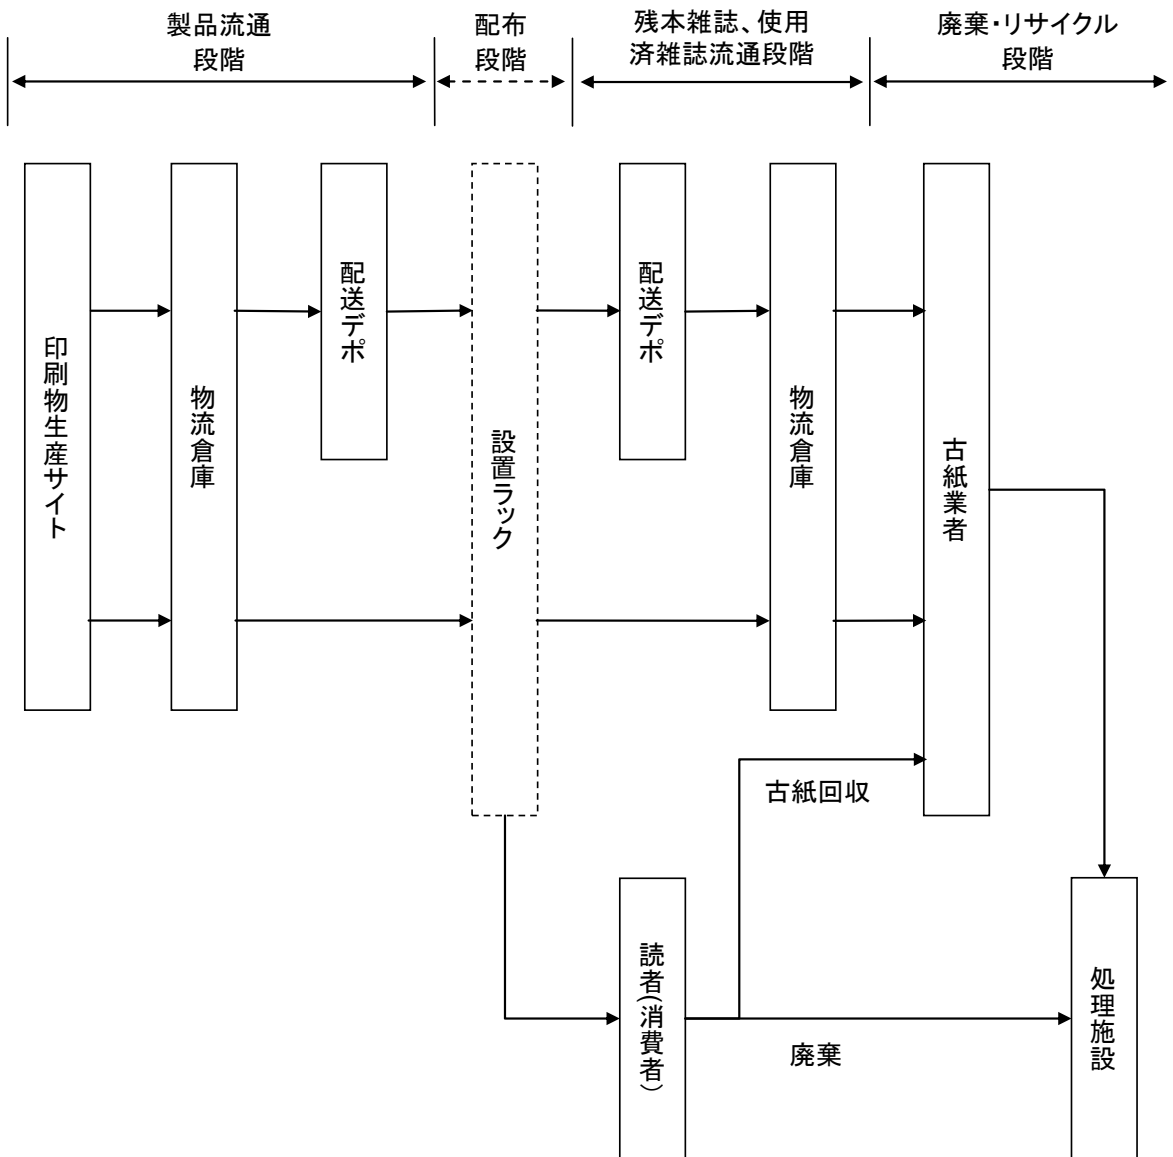 製品流通
段階
配布
段階
残本雑誌、使用
済雑誌流通段階
廃棄・リサイクル
段階
印刷物生産サイト
物流倉庫
配送デポ
設置ラック
配送デポ
物流倉庫
古紙業者
古紙回収
読者(消費者)
廃棄
処理施設